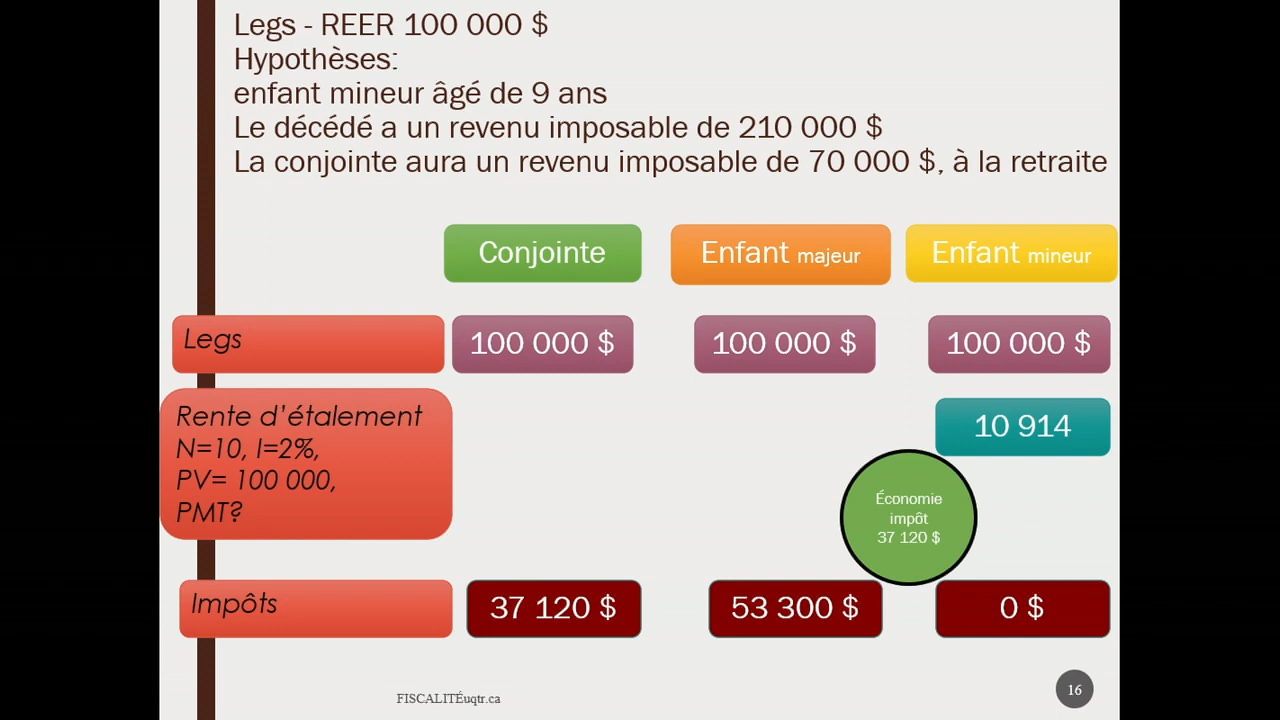 Legs - REER 100 000 $
Hypothèses:
enfant mineur âgé de 9 ans
Le décédé a un revenu imposable de 210 000 $
La conjointe aura un revenu imposable de 70 000 $, à la retraite
Conjointe
Enfant majeur
Enfant mineur
Legs
100 000 $
100 000 $
100 000 $
Rente d'étalement
N=10, I=2%,
PV= 100 000,
PMT?
10 914
Économie
impôt
37 120 $
Impôts
37 120 $
53 300 $
0 $
FISCALITÉuqtr.ca
16